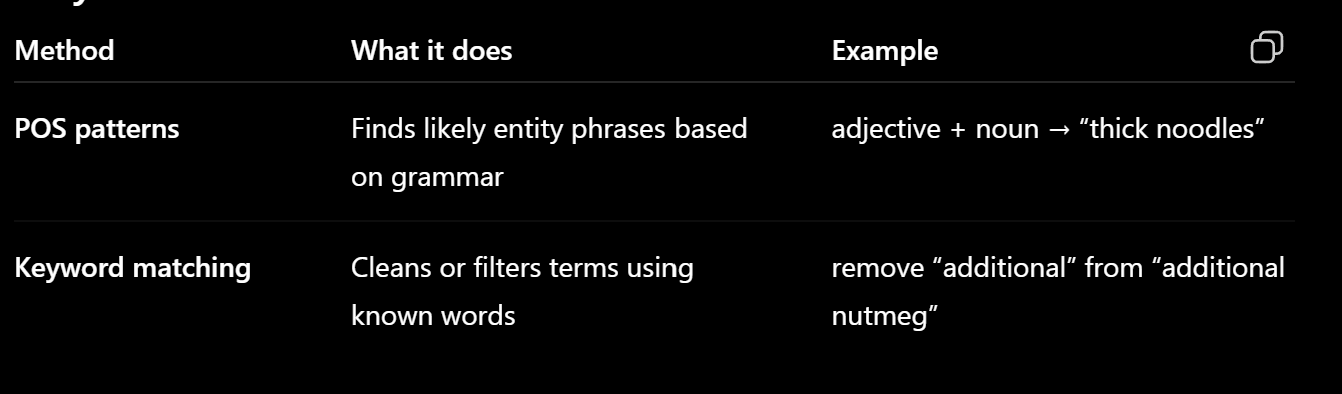 Method What it does Example
POS patterns Finds likely entity phrases based adjective + noun → “thick noodles”
on grammar
Keyword matching Cleans or filters terms using remove “additional” from “additional
known words nutmeg”